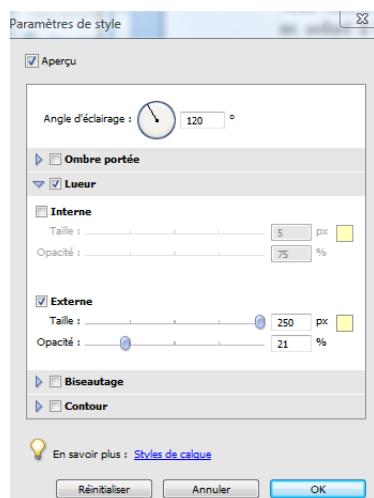 Paramètres de style
Aperçu
Angle d'éclairage : 120 °
Ombre portée
Lueur
Interne
Taille : 5 px
Opacité : 75 %
Externe
Taille : 250 px
Opacité : 21 %
Biseautage
Contour
En savoir plus : Styles de calque
Réinitialiser Annuler OK